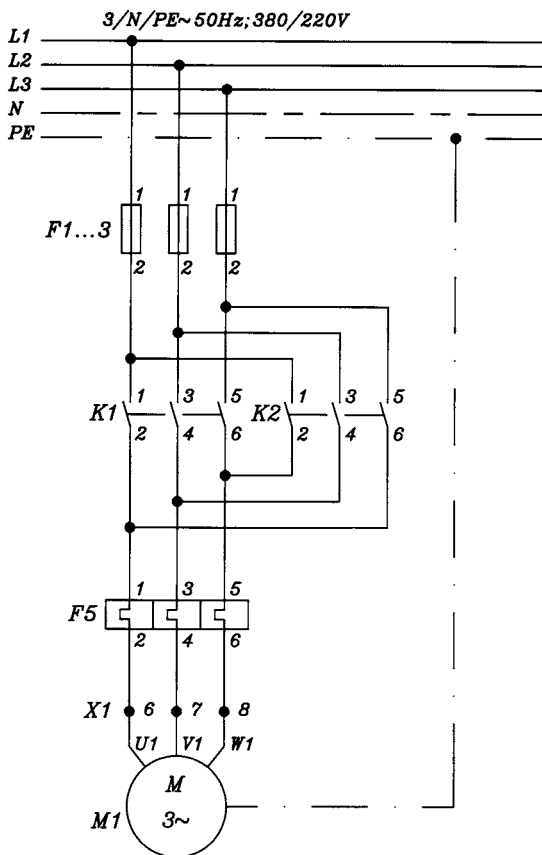 3/N/PE~50Hz; 380/220V
L1
L2
L3
N
PE
1 1 1
F1...3
2 2 2
1 3 5 1 3 5
K1 K2
2 4 6 2 4 6
1 3 5
F5
2 4 6
X1 6 7 8
U1 V1 W1
M
M1 3~